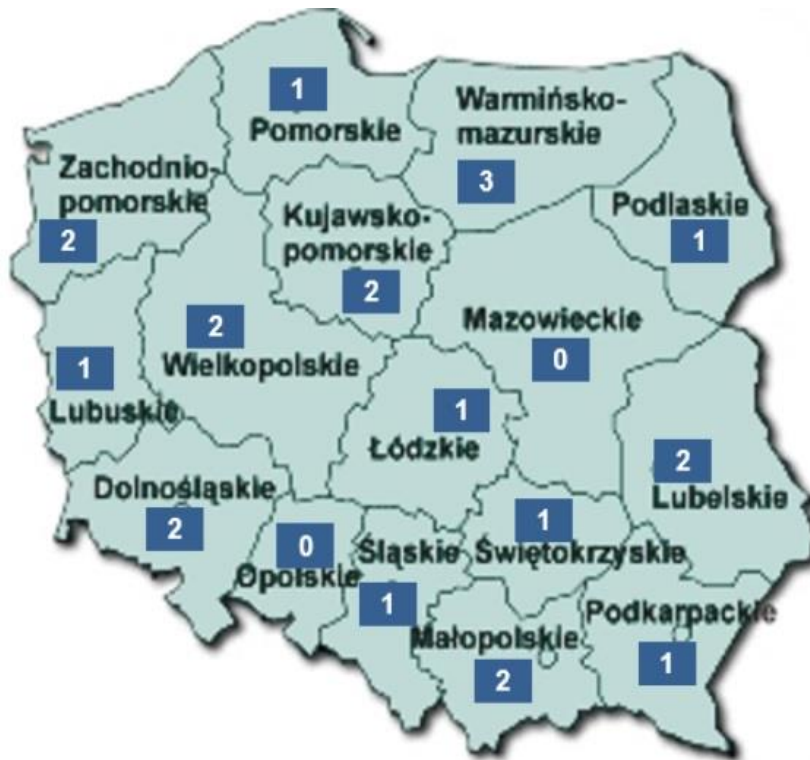 1
Pomorskie
Warmińsko-
mazurskie
3
Zachodnio-
pomorskie
2
Kujawsko-
pomorskie
2
Podlaskie
1
2
Wielkopolskie
Mazowieckie
0
1
Lubuskie
1
Łódzkie
2
Lubelskie
Dolnośląskie
2
0
Opolskie
Śląskie
1
1
Świętokrzyskie
Małopolskie
2
Podkarpackie
1